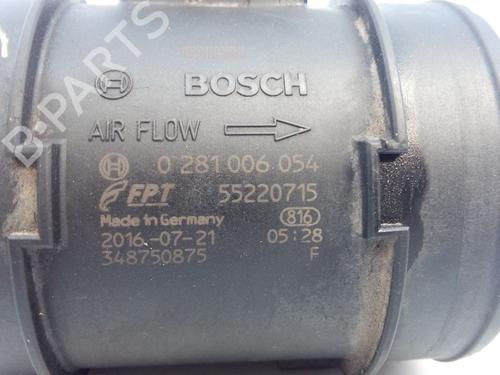 BOSCH
AIR FLOW
0 281 006 054
FPT 55220715
Made in Germany 816
2016-07-21 05:28
348750875 F
B-PARTS